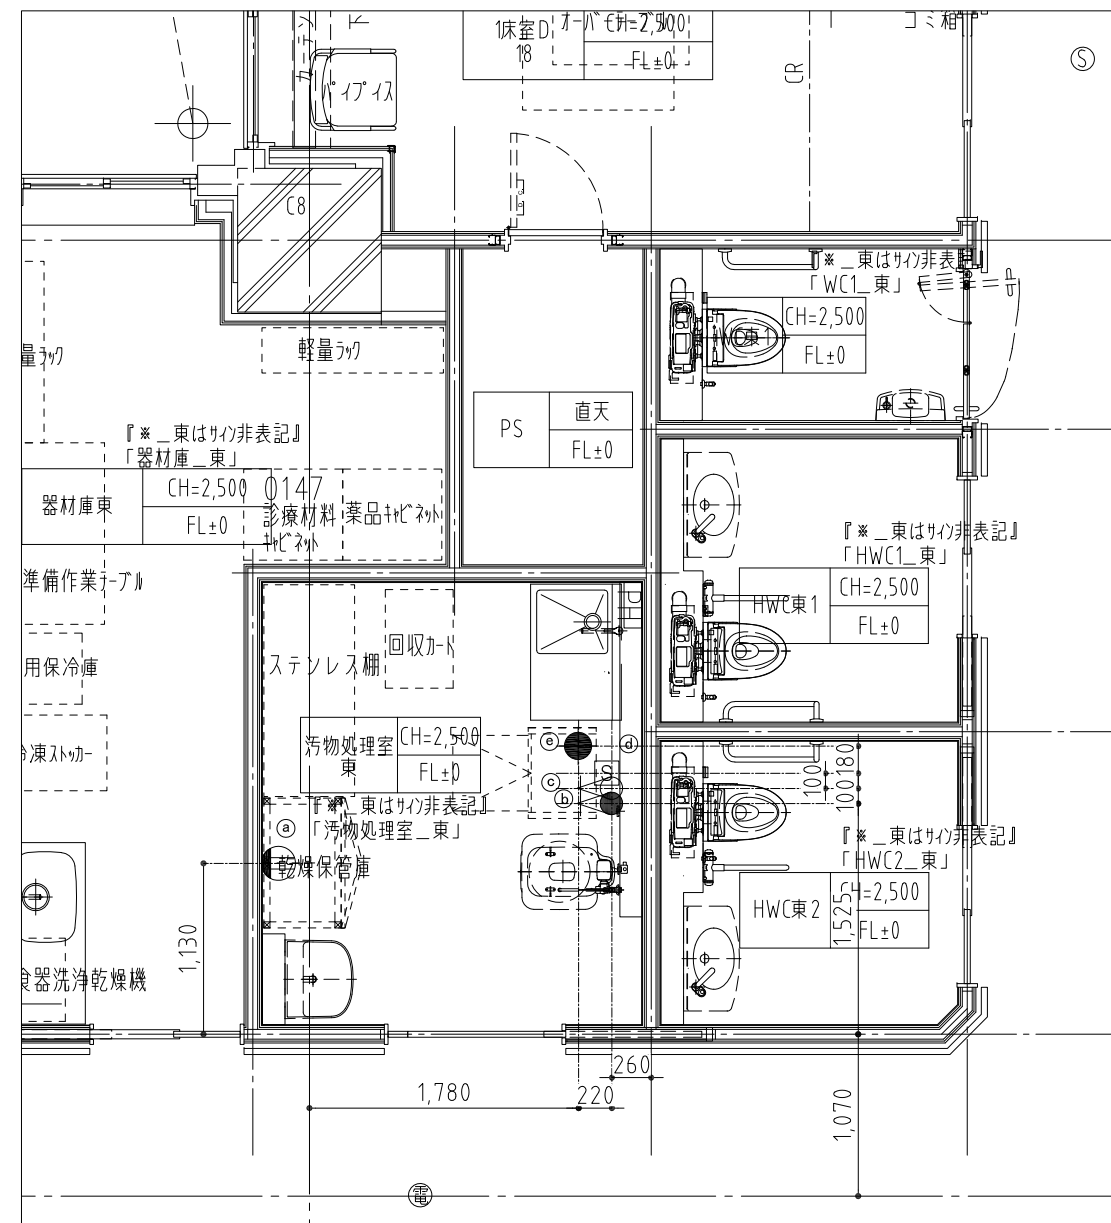 1床室D
18
CH=2,500
FL±0
ゴミ箱
Ⓢ
CR
パイプイス
C8
『※_東はサイン非表記』
「WC1_東」
WC東1
CH=2,500
FL±0
軽量ラック
量ラック
PS
直天
FL±0
『※_東はサイン非表記』
「器材庫_東」
器材庫東
CH=2,500
FL±0
0147
診療材料
キャビネット
薬品キャビネット
準備作業テーブル
用保冷庫
冷凍ストッカー
『※_東はサイン非表記』
「HWC1_東」
HWC東1
CH=2,500
FL±0
ステンレス棚
回収カート
汚物処理室
東
CH=2,500
FL±0
『※_東はサイン非表記』
「汚物処理室_東」
ⓔ
ⓓ
ⓒ
S
ⓑ
ⓐ
乾燥保管庫
100
100
180
『※_東はサイン非表記』
「HWC2_東」
HWC東2
CH=2,500
FL±0
1,525
1,130
食器洗浄乾燥機
260
1,780
220
1,070
電